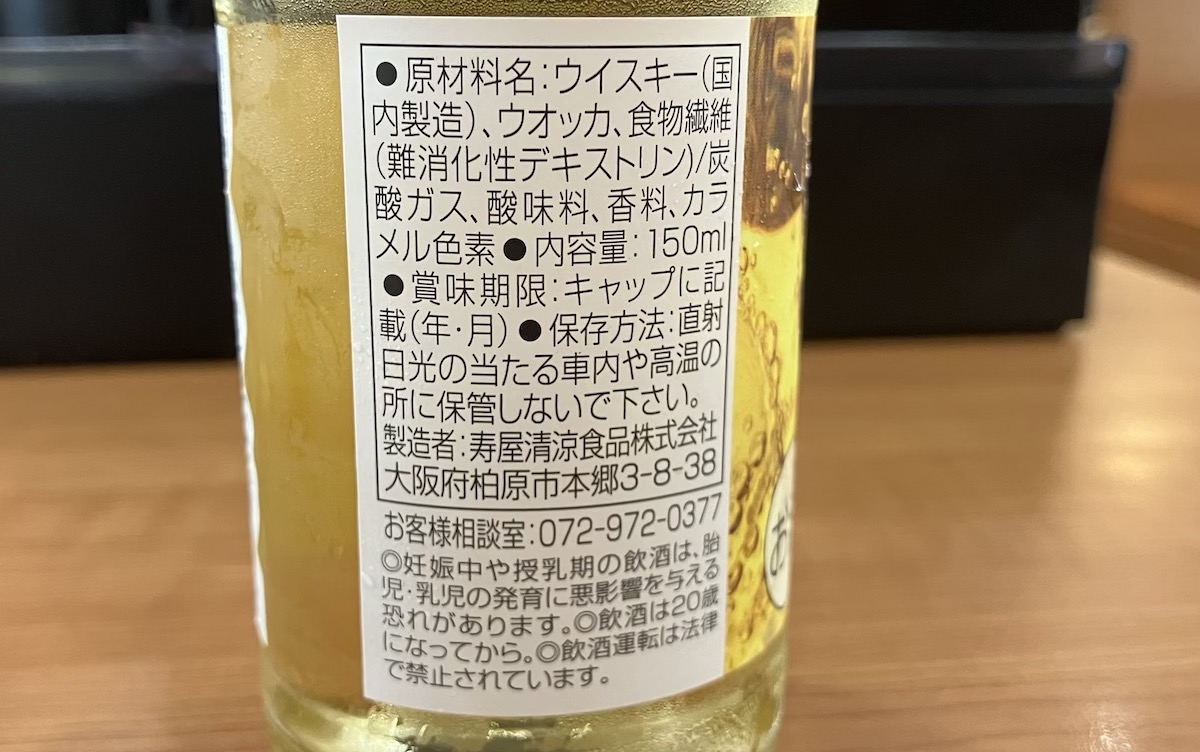 ●原材料名:ウイスキー(国
内製造)、ウオッカ、食物繊維
(難消化性デキストリン)/炭
酸ガス、酸味料、香料、カラ
メル色素●内容量:150ml
●賞味期限:キャップに記
載(年・月)●保存方法:直射
日光の当たる車内や高温の
所に保管しないで下さい。
製造者:寿屋清涼食品株式会社
大阪府柏原市本郷3-8-38
お客様相談室:072-972-0377
◎妊娠中や授乳期の飲酒は、胎
児・乳児の発育に悪影響を与える
恐れがあります。◎飲酒は20歳
になってから。◎飲酒運転は法律
で禁止されています。
お